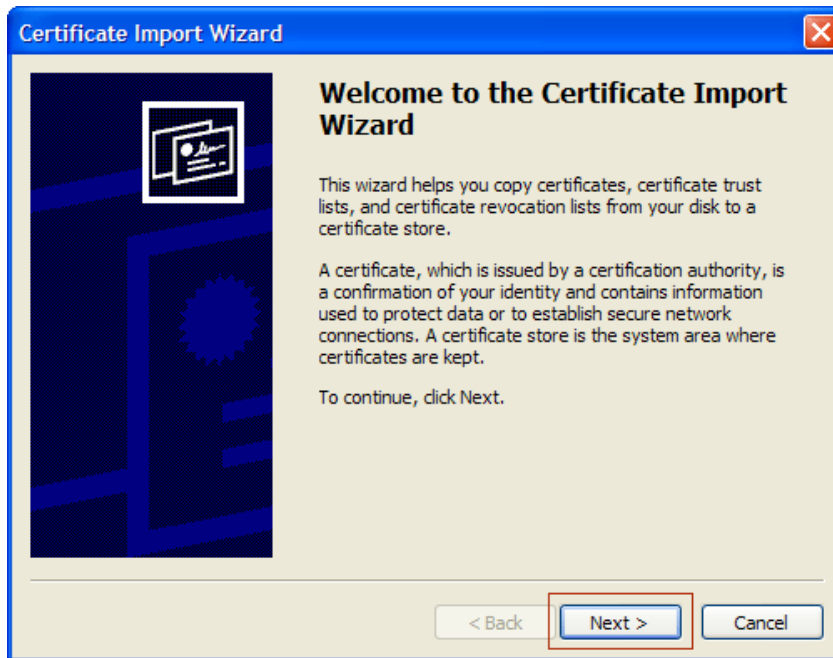 Certificate Import Wizard
Welcome to the Certificate Import
Wizard
This wizard helps you copy certificates, certificate trust
lists, and certificate revocation lists from your disk to a
certificate store.
A certificate, which is issued by a certification authority, is
a confirmation of your identity and contains information
used to protect data or to establish secure network
connections. A certificate store is the system area where
certificates are kept.
To continue, click Next.
< Back Next > Cancel